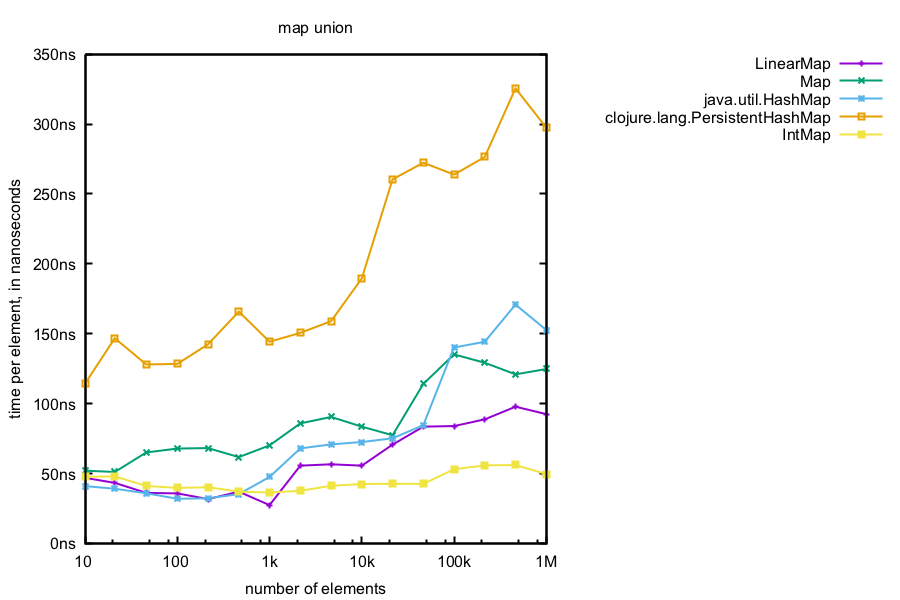 map union
350ns
300ns
250ns
200ns
150ns
100ns
50ns
0ns
time per element, in nanoseconds
10
100
1k
10k
100k
1M
number of elements
LinearMap
Map
java.util.HashMap
clojure.lang.PersistentHashMap
IntMap